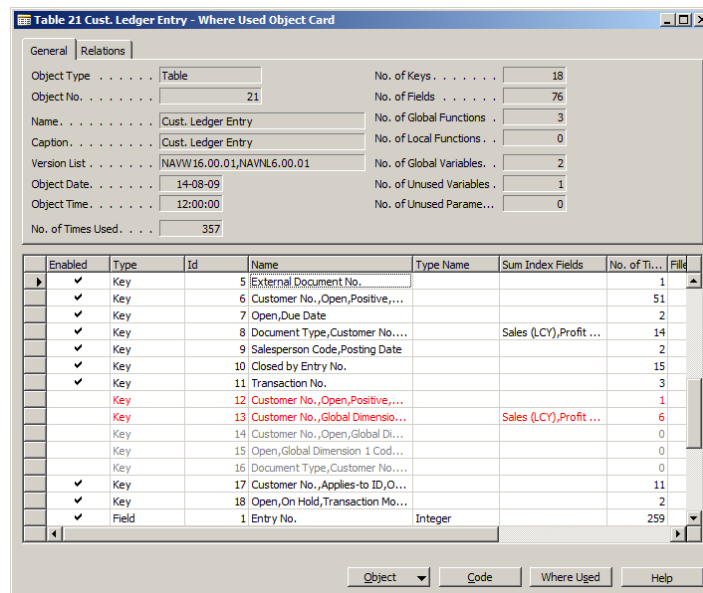 Table 21 Cust. Ledger Entry - Where Used Object Card
General Relations
Object Type . . . . . . Table No. of Keys. . . . . . . 18
Object No. . . . . . . . 21 No. of Fields . . . . . . 76
Name. . . . . . . . . . Cust. Ledger Entry No. of Global Functions . 3
Caption. . . . . . . . . Cust. Ledger Entry No. of Local Functions . . 0
Version List . . . . . . . NAVW16.00.01,NAVNL6.00.01 No. of Global Variables. . 2
Object Date. . . . . . . 14-08-09 No. of Unused Variables . 1
Object Time. . . . . . . 12:00:00 No. of Unused Parame... 0
No. of Times Used. . . . 357
Enabled Type Id Name Type Name Sum Index Fields No. of Ti... Fille
✔ Key 5 External Document No. 1
✔ Key 6 Customer No.,Open,Positive,... 51
✔ Key 7 Open,Due Date 2
✔ Key 8 Document Type,Customer No.... Sales (LCY),Profit ... 14
✔ Key 9 Salesperson Code,Posting Date 2
✔ Key 10 Closed by Entry No. 15
✔ Key 11 Transaction No. 3
Key 12 Customer No.,Open,Positive,... 1
Key 13 Customer No.,Global Dimensio... Sales (LCY),Profit ... 6
Key 14 Customer No.,Open,Global Di... 0
Key 15 Open,Global Dimension 1 Cod... 0
Key 16 Document Type,Customer No.... 0
✔ Key 17 Customer No.,Applies-to ID,O... 11
✔ Key 18 Open,On Hold,Transaction Mo... 2
✔ Field 1 Entry No. Integer 259
Object Code Where Used Help